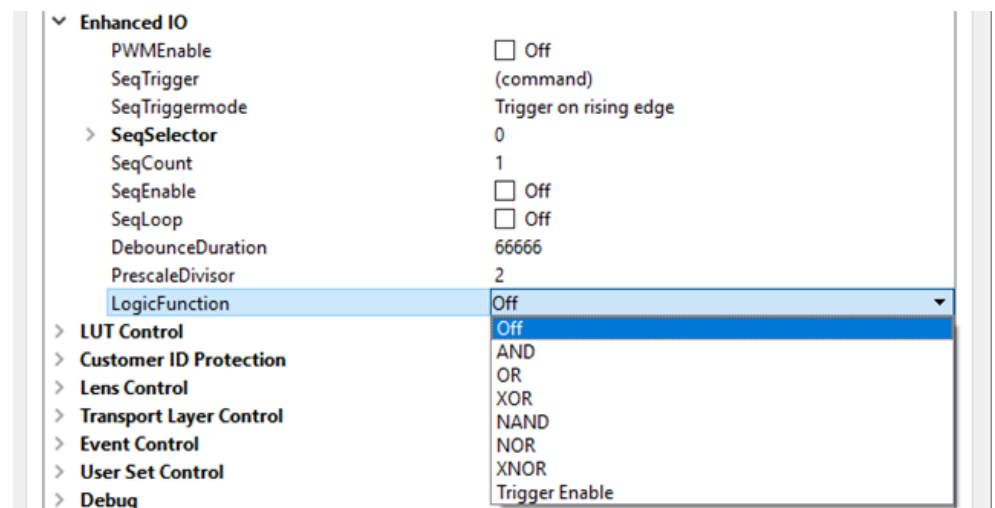 Enhanced IO
PWMEnable Off
SeqTrigger (command)
SeqTriggermode Trigger on rising edge
SeqSelector 0
SeqCount 1
SeqEnable Off
SeqLoop Off
DebounceDuration 66666
PrescaleDivisor 2
LogicFunction Off
LUT Control Off
Customer ID Protection AND
Lens Control OR
XOR
Transport Layer Control NAND
Event Control NOR
User Set Control XNOR
Debug Trigger Enable